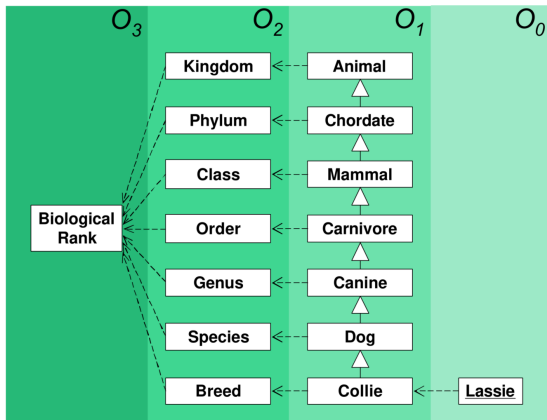 O3 O2 O1 O0
Kingdom Animal
Phylum Chordate
Class Mammal
Biological
Rank
Order Carnivore
Genus Canine
Species Dog
Breed Collie Lassie